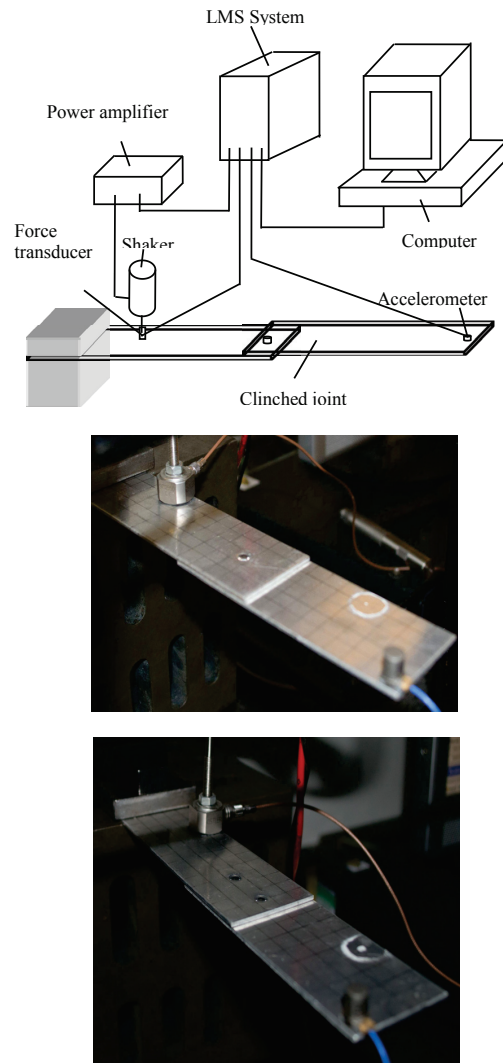 LMS System
Power amplifier
Force
transducer
Shaker
Computer
Accelerometer
Clinched joint